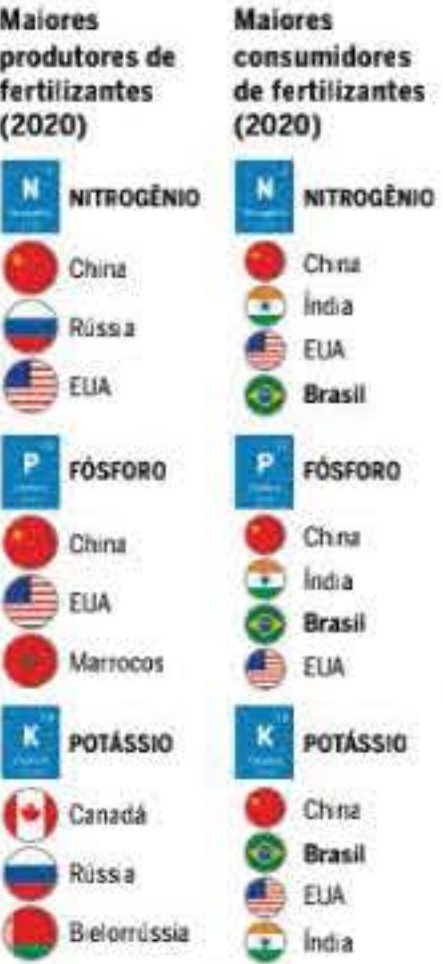 Maiores
produtores de
fertilizantes
(2020)
N
NITROGÊNIO
China
Rússia
EUA
P
FÓSFORO
China
EUA
Marrocos
K
POTÁSSIO
Canadá
Rússia
Bielorrússia
Maiores
consumidores
de fertilizantes
(2020)
N
NITROGÊNIO
China
Índia
EUA
Brasil
P
FÓSFORO
China
Índia
Brasil
EUA
K
POTÁSSIO
China
Brasil
EUA
Índia